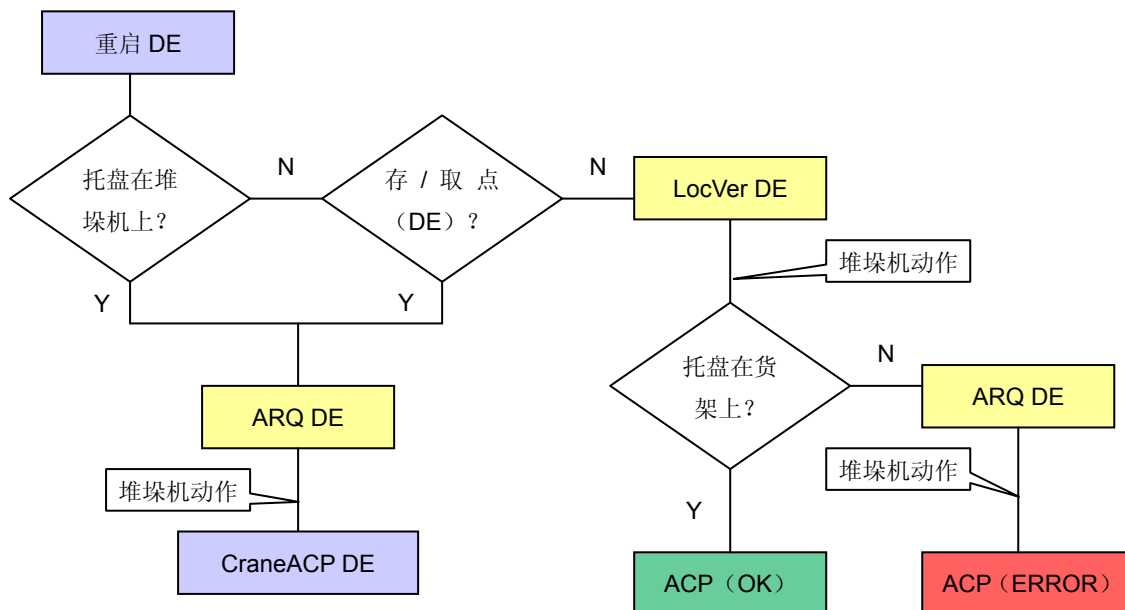 重启 DE
托盘在堆
垛机上？
N
存 / 取 点
（DE）？
N
LocVer DE
堆垛机动作
Y
Y
托盘在货
架上？
N
ARQ DE
ARQ DE
堆垛机动作
堆垛机动作
Y
CraneACP DE
ACP（OK）
ACP（ERROR）